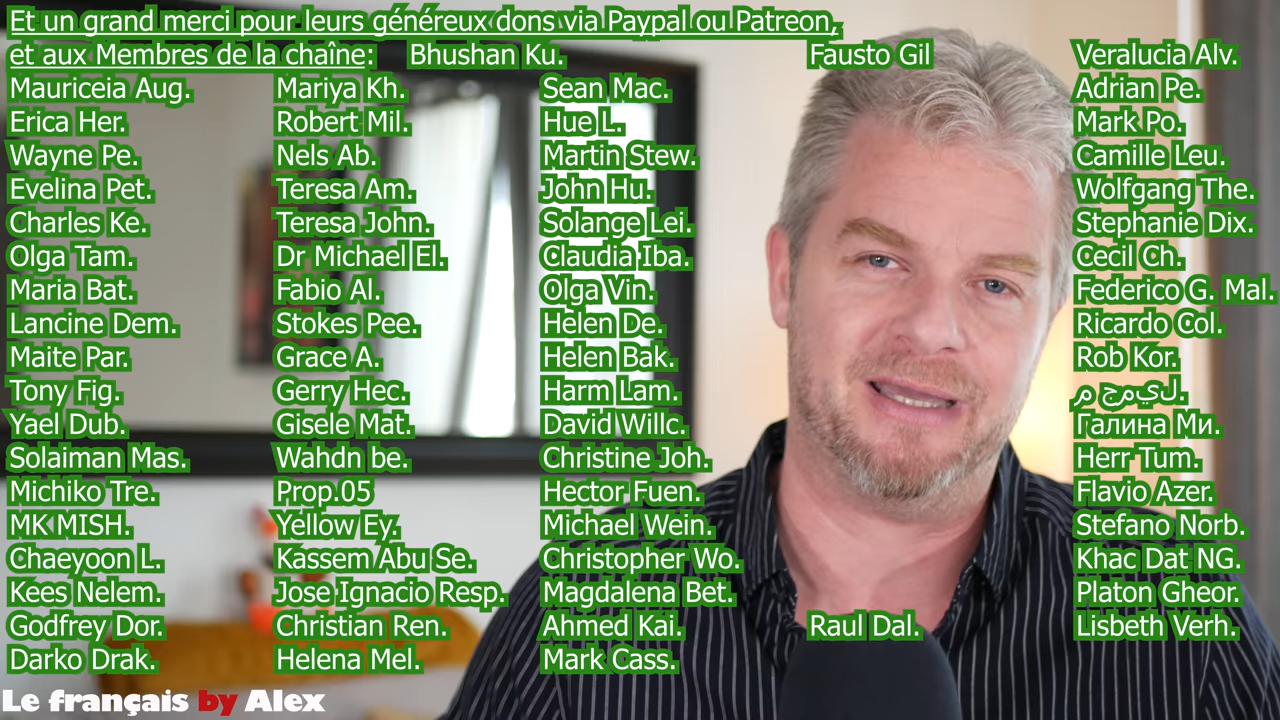 Et un grand merci pour leurs généreux dons via Paypal ou Patreon,
et aux Membres de la chaîne: Bhushan Ku. Fausto Gil Veralucia Alv.
Mauriceia Aug. Mariya Kh. Sean Mac. Adrian Pe.
Erica Her. Robert Mil. Hue L. Mark Po.
Wayne Pe. Nels Ab. Martin Stew. Camille Leu.
Evelina Pet. Teresa Am. John Hu. Wolfgang The.
Charles Ke. Teresa John. Solange Lei. Stephanie Dix.
Olga Tam. Dr Michael El. Claudia Iba. Cecil Ch.
Maria Bat. Fabio Al. Olga Vin. Federico G. Mal.
Lancine Dem. Stokes Pee. Helen De. Ricardo Col.
Maite Par. Grace A. Helen Bak. Rob Kor.
Tony Fig. Gerry Hec. Harm Lam. ليمج م.
Yael Dub. Gisele Mat. David Willc. Галина Ми.
Solaiman Mas. Wahdn be. Christine Joh. Herr Tum.
Michiko Tre. Prop.05 Hector Fuen. Flavio Azer.
MK MISH. Yellow Ey. Michael Wein. Stefano Norb.
Chaeyoon L. Kassem Abu Se. Christopher Wo. Khac Dat NG.
Kees Nelem. Jose Ignacio Resp. Magdalena Bet. Platon Gheor.
Godfrey Dor. Christian Ren. Ahmed Kai. Raul Dal. Lisbeth Verh.
Darko Drak. Helena Mel. Mark Cass.
Le français by Alex